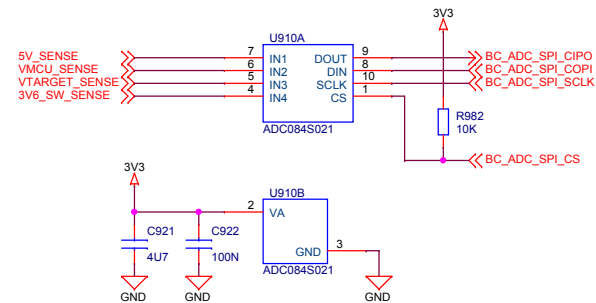 3V3
U910A
5V_SENSE 7 IN1 DOUT 9 BC_ADC_SPI_CIPO
VMCU_SENSE 6 IN2 DIN 8 BC_ADC_SPI_COPI
VTARGET_SENSE 5 IN3 SCLK 10 BC_ADC_SPI_SCLK
3V6_SW_SENSE 4 IN4 CS 1
R982
ADC084S021 10K
BC_ADC_SPI_CS
3V3
U910B
2 VA
C921 C922
4U7 100N
GND 3
ADC084S021
GND GND GND